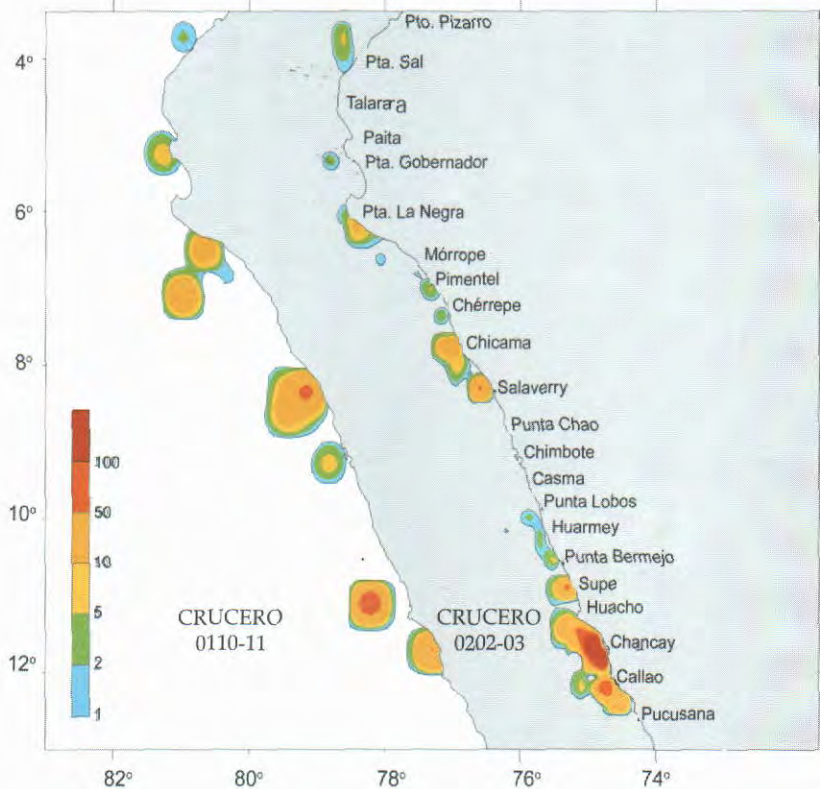 Pto. Pizarro
4°
Pta. Sal
Talarara
Paita
Pta. Gobernador
6°
Pta. La Negra
Mórrope
Pimentel
Chérrepe
8°
Chicama
Salaverry
Punta Chao
Chimbote
Casma
Punta Lobos
Huarmey
Punta Bermejo
Supe
Huacho
Chancay
Callao
Pucusana
100
50
10
5
2
1
10°
12°
CRUCERO
0110-11
CRUCERO
0202-03
82°
80°
78°
76°
74°